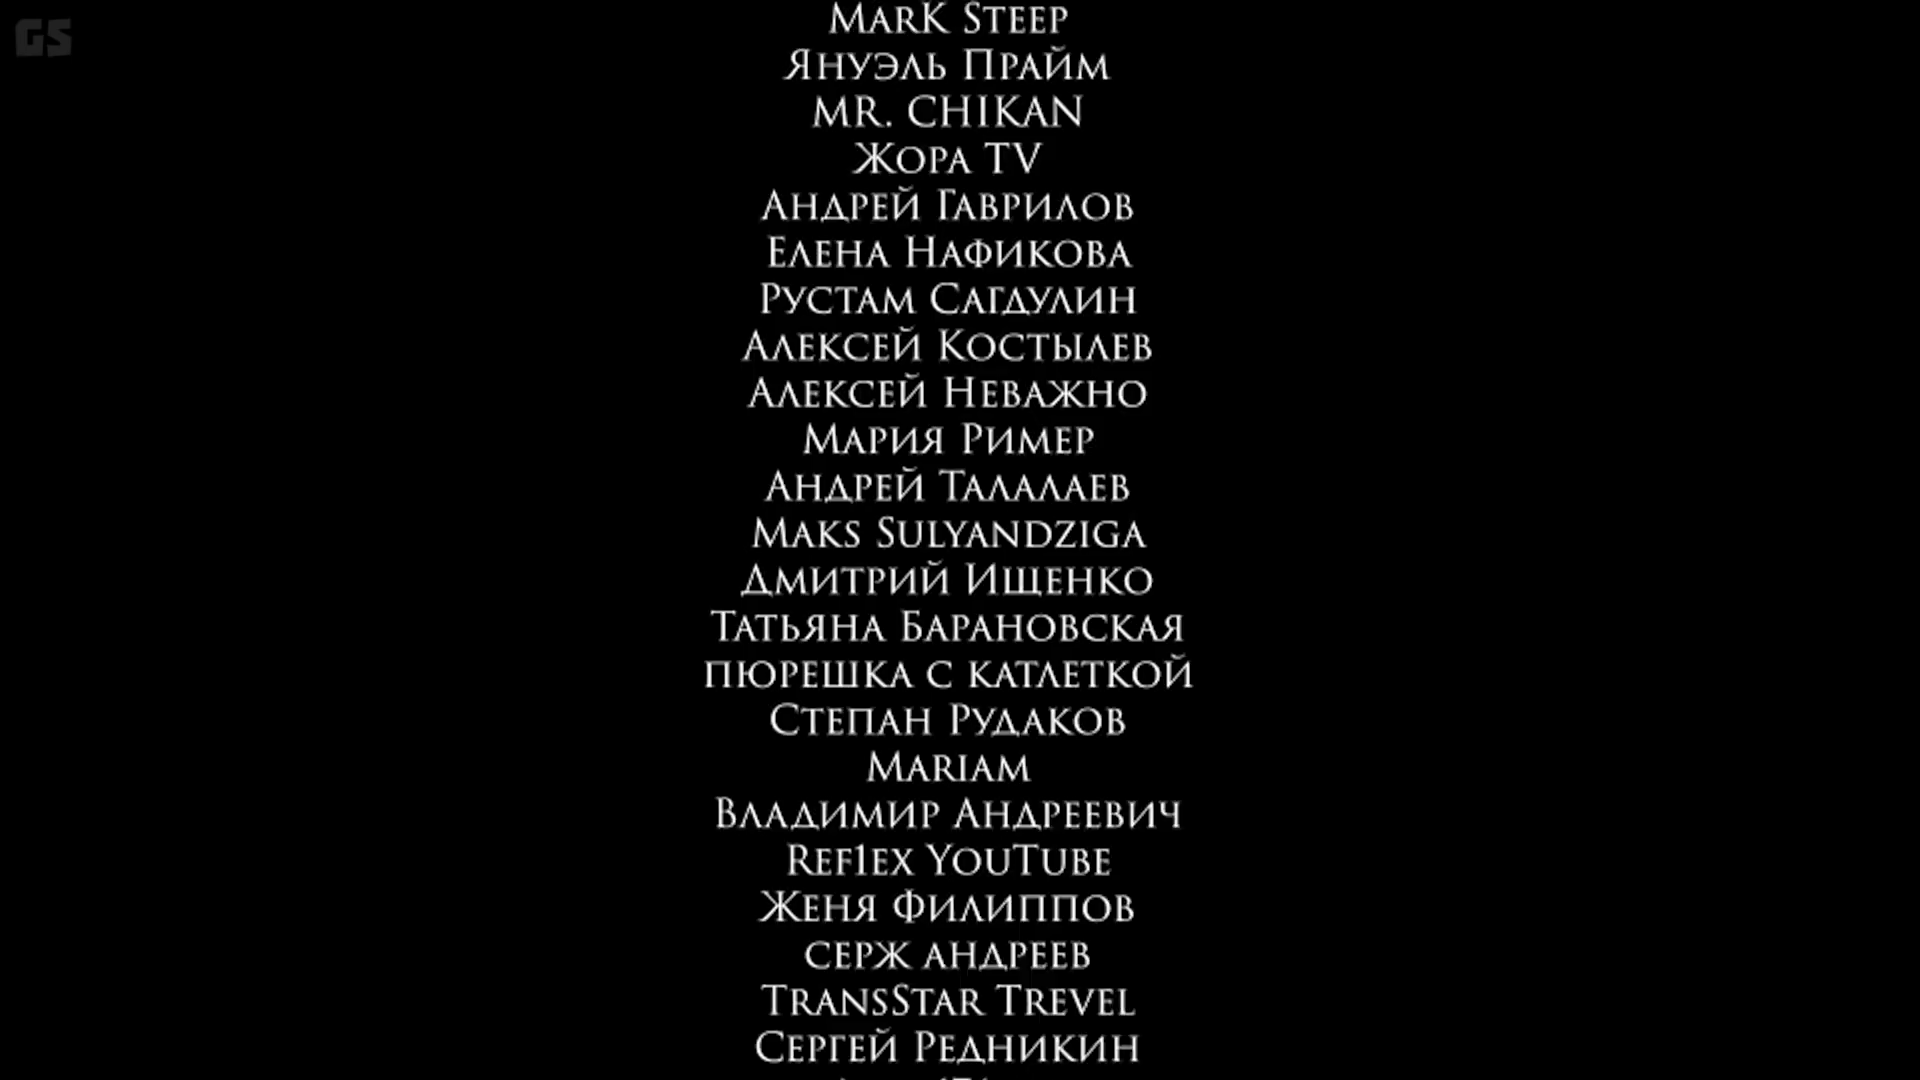 GS
MarK Steep
Януэль Прайм
MR. CHIKAN
Жора TV
Андрей Гаврилов
Елена Нафикова
Рустам Сагдулин
Алексей Костылев
Алексей Неважно
Мария Ример
Андрей Талалаев
Maks Sulyandziga
Дмитрий Ищенко
Татьяна Барановская
пюрешка с катлеткой
Степан Рудаков
Mariam
Владимир Андреевич
Ref1ex YouTube
Женя Филиппов
серж андреев
TransStar Trevel
Сергей Редникин